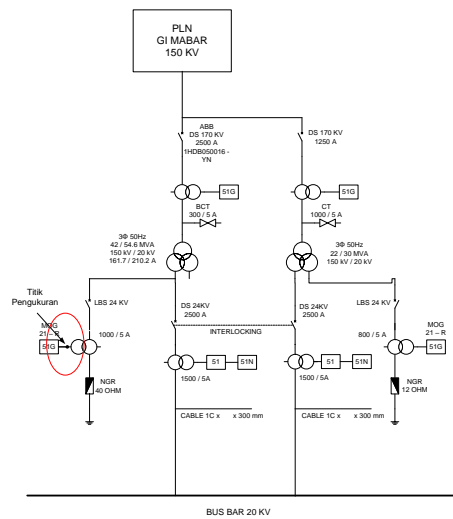 PLN
GI MABAR
150 KV
ABB
DS 170 KV
2500 A
1HDB050016 -
YN
DS 170 KV
1250 A
51G
51G
BCT
300 / 5 A
CT
1000 / 5 A
3Φ 50Hz
42 / 54.6 MVA
150 kV / 20 kV
161.7 / 210.2 A
3Φ 50Hz
22 / 30 MVA
150 kV / 20 kV
Titik
Pengukuran
LBS 24 KV
DS 24KV
2500 A
DS 24KV
2500 A
LBS 24 KV
INTERLOCKING
MOG
21 – R
51G
1000 / 5 A
800 / 5 A
MOG
21 – R
51G
51
51N
1500 / 5A
51
51N
1500 / 5A
NGR
40 OHM
NGR
12 OHM
CABLE 1C x x 300 mm
CABLE 1C x x 300 mm
BUS BAR 20 KV